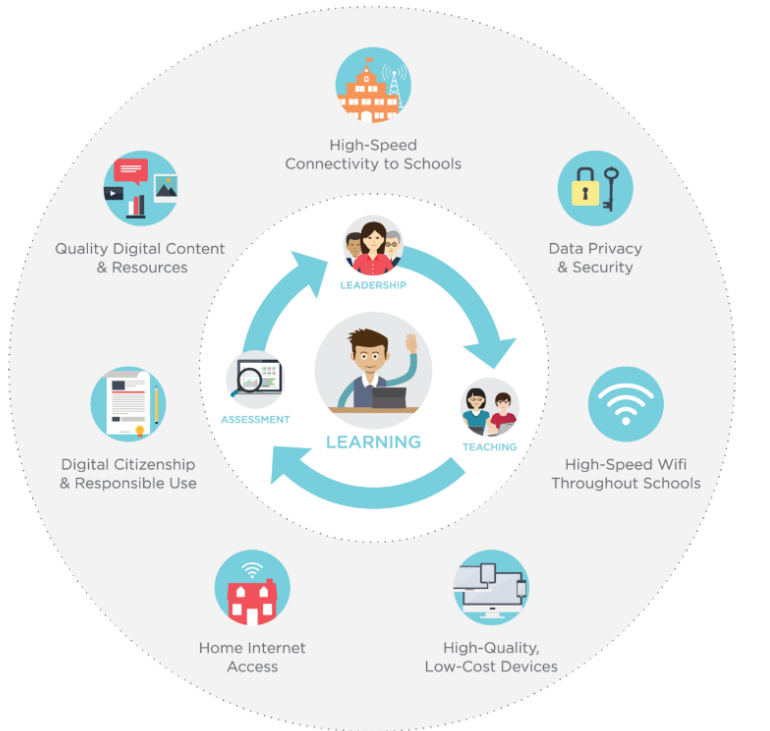 High-Speed
Connectivity to Schools
Quality Digital Content
& Resources
Data Privacy
& Security
LEADERSHIP
ASSESSMENT
LEARNING
TEACHING
Digital Citizenship
& Responsible Use
High-Speed Wifi
Throughout Schools
Home Internet
Access
High-Quality,
Low-Cost Devices